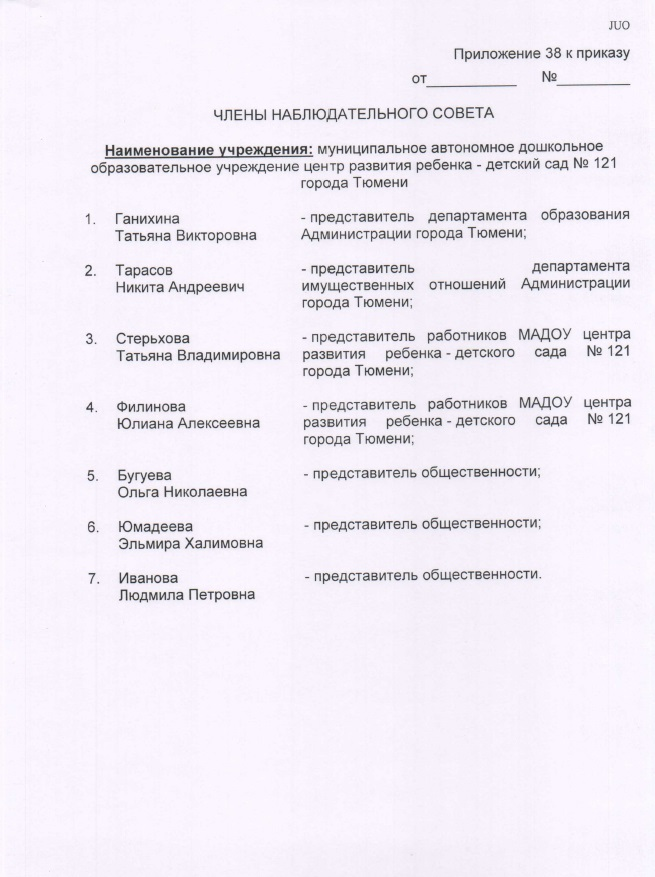 JUO
Приложение 38 к приказу
от___________ №_________
ЧЛЕНЫ НАБЛЮДАТЕЛЬНОГО СОВЕТА
Наименование учреждения: муниципальное автономное дошкольное
образовательное учреждение центр развития ребенка - детский сад № 121
города Тюмени
1. Ганихина - представитель департамента образования
Татьяна Викторовна Администрации города Тюмени;
2. Тарасов - представитель департамента
Никита Андреевич имущественных отношений Администрации
города Тюмени;
3. Стерьхова - представитель работников МАДОУ центра
Татьяна Владимировна развития ребенка - детского сада № 121
города Тюмени;
4. Филинова - представитель работников МАДОУ центра
Юлиана Алексеевна развития ребенка - детского сада № 121
города Тюмени;
5. Бугуева - представитель общественности;
Ольга Николаевна
6. Юмадеева - представитель общественности;
Эльмира Халимовна
7. Иванова - представитель общественности.
Людмила Петровна